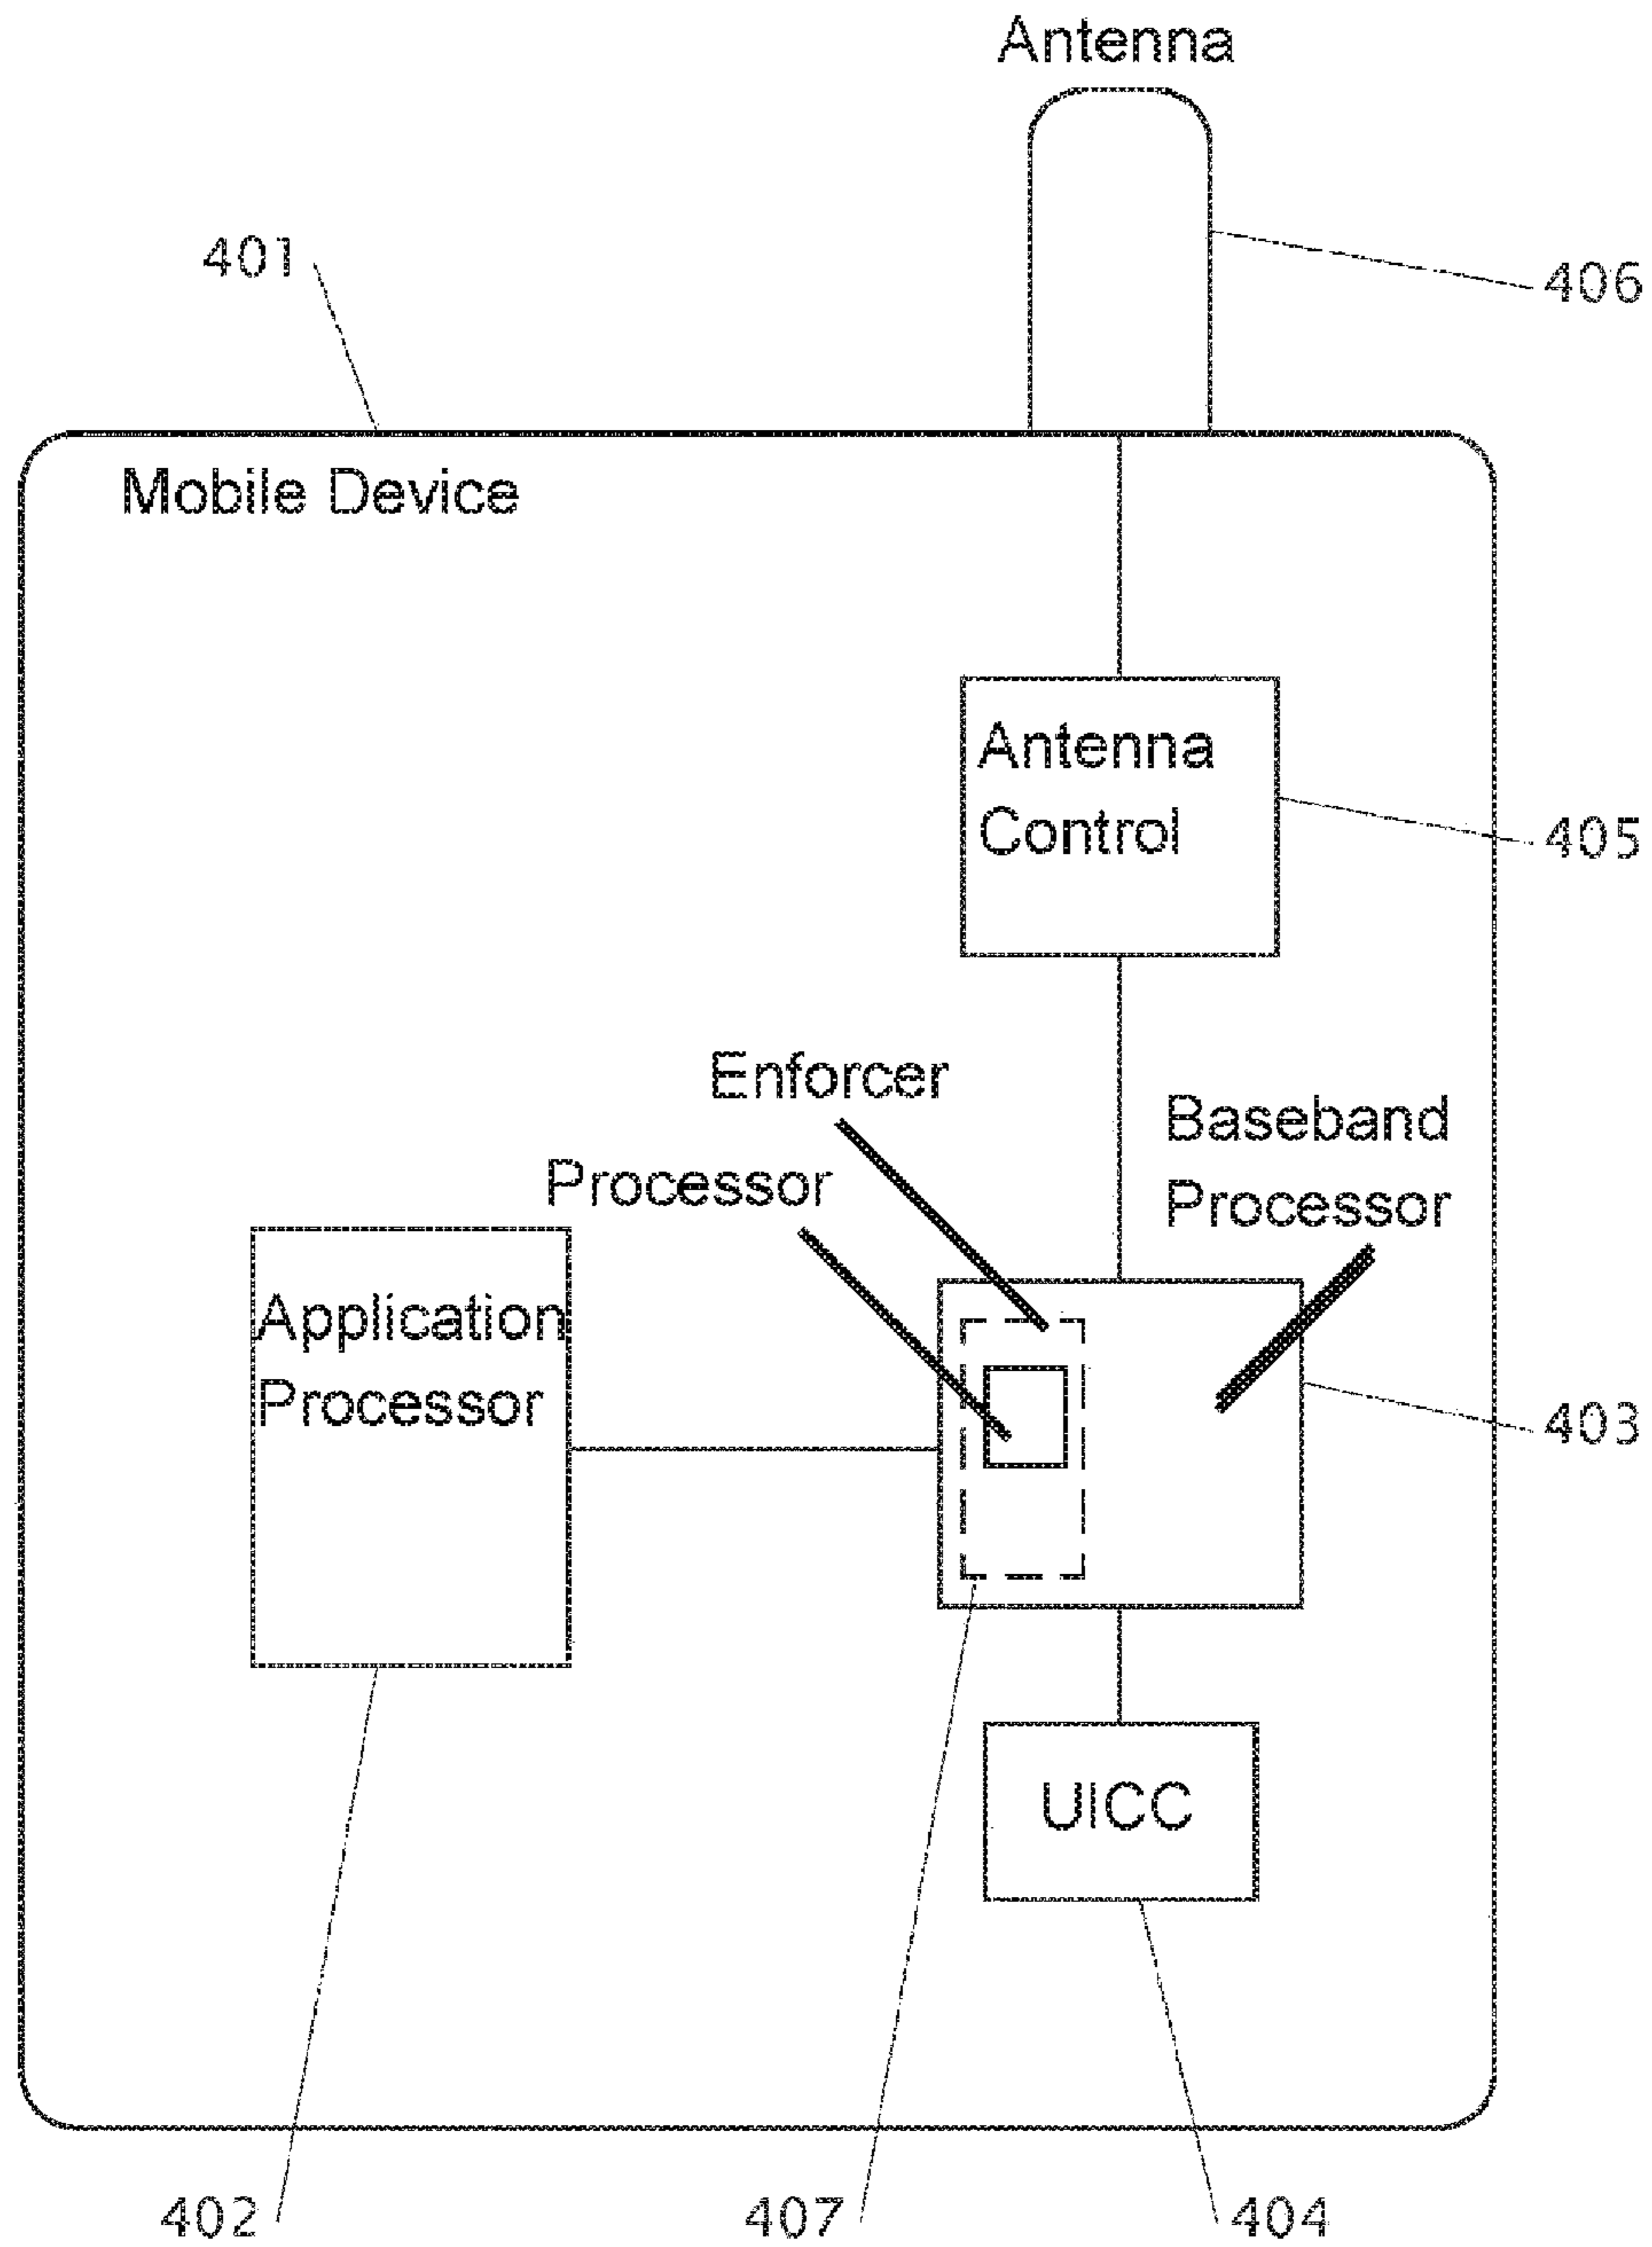 Antenna
401
406
Mobile Device
Antenna
Control
405
Enforcer
Baseband
Processor
Processor
Application
Processor
403
UICC
402
407
404